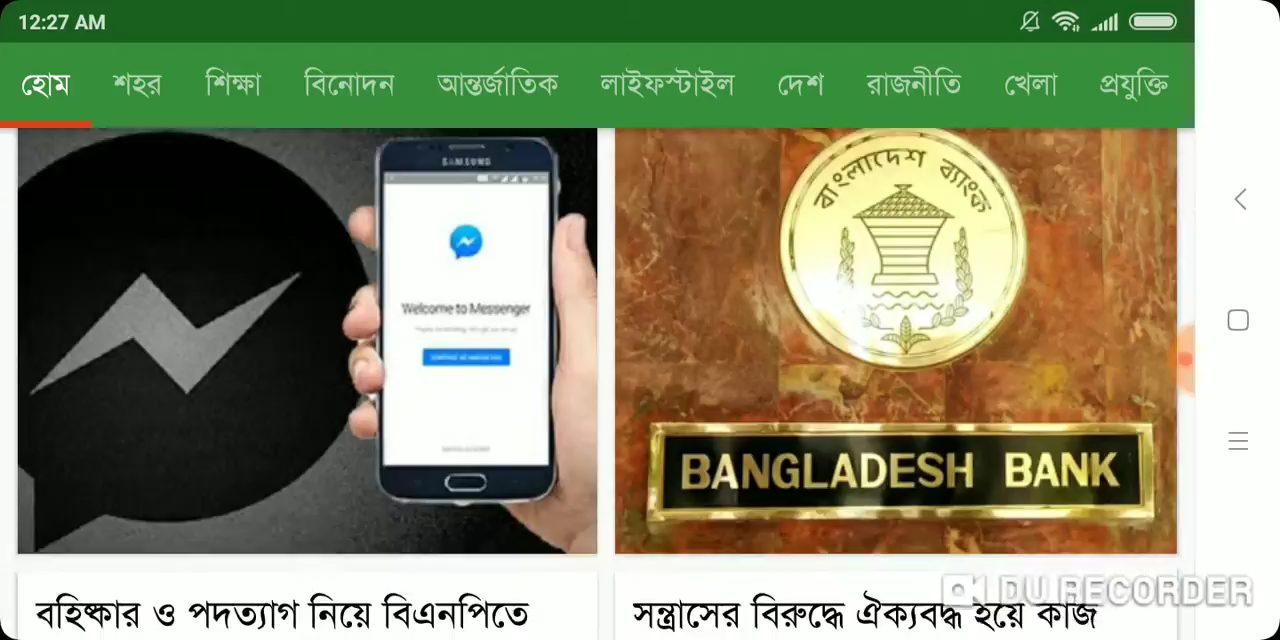 12:27 AM
হোম শহর শিক্ষা বিনোদন আন্তর্জাতিক লাইফস্টাইল দেশ রাজনীতি খেলা প্রযুক্তি
SAMSUNG
Welcome to Messenger
বাংলাদেশ ব্যাংক
BANGLADESH BANK
বহিষ্কার ও পদত্যাগ নিয়ে বিএনপিতে
সন্ত্রাসের বিরুদ্ধে ঐক্যবদ্ধ হয়ে কাজ
DU RECORDER